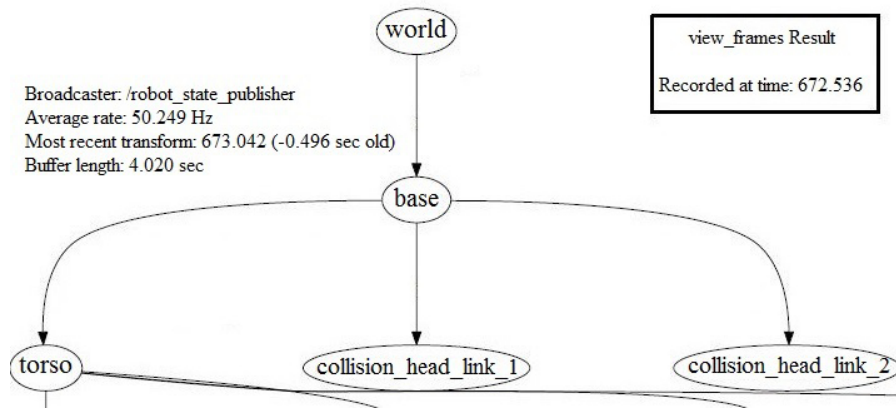 world
view_frames Result
Recorded at time: 672.536
Broadcaster: /robot_state_publisher
Average rate: 50.249 Hz
Most recent transform: 673.042 (-0.496 sec old)
Buffer length: 4.020 sec
base
torso
collision_head_link_1
collision_head_link_2